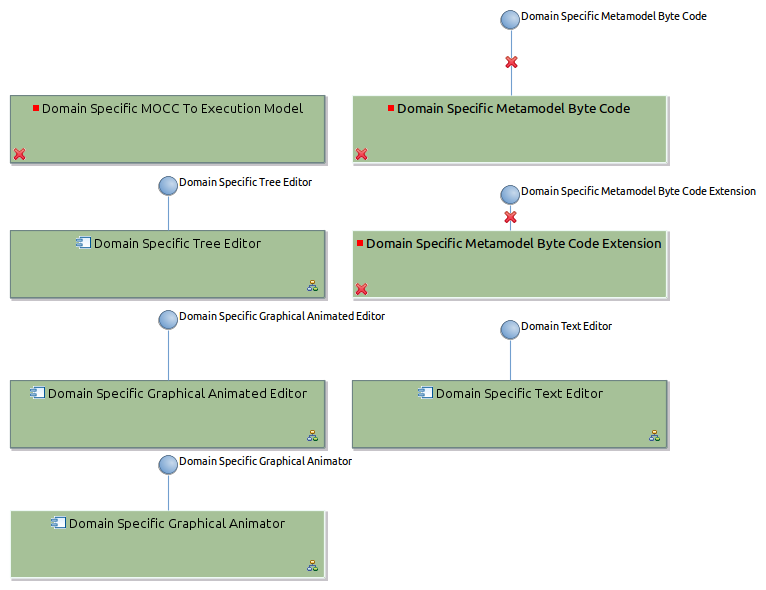 Domain Specific Metamodel Byte Code
Domain Specific MOCC To Execution Model
Domain Specific Metamodel Byte Code
Domain Specific Tree Editor
Domain Specific Metamodel Byte Code Extension
Domain Specific Tree Editor
Domain Specific Metamodel Byte Code Extension
Domain Specific Graphical Animated Editor
Domain Text Editor
Domain Specific Graphical Animated Editor
Domain Specific Text Editor
Domain Specific Graphical Animator
Domain Specific Graphical Animator